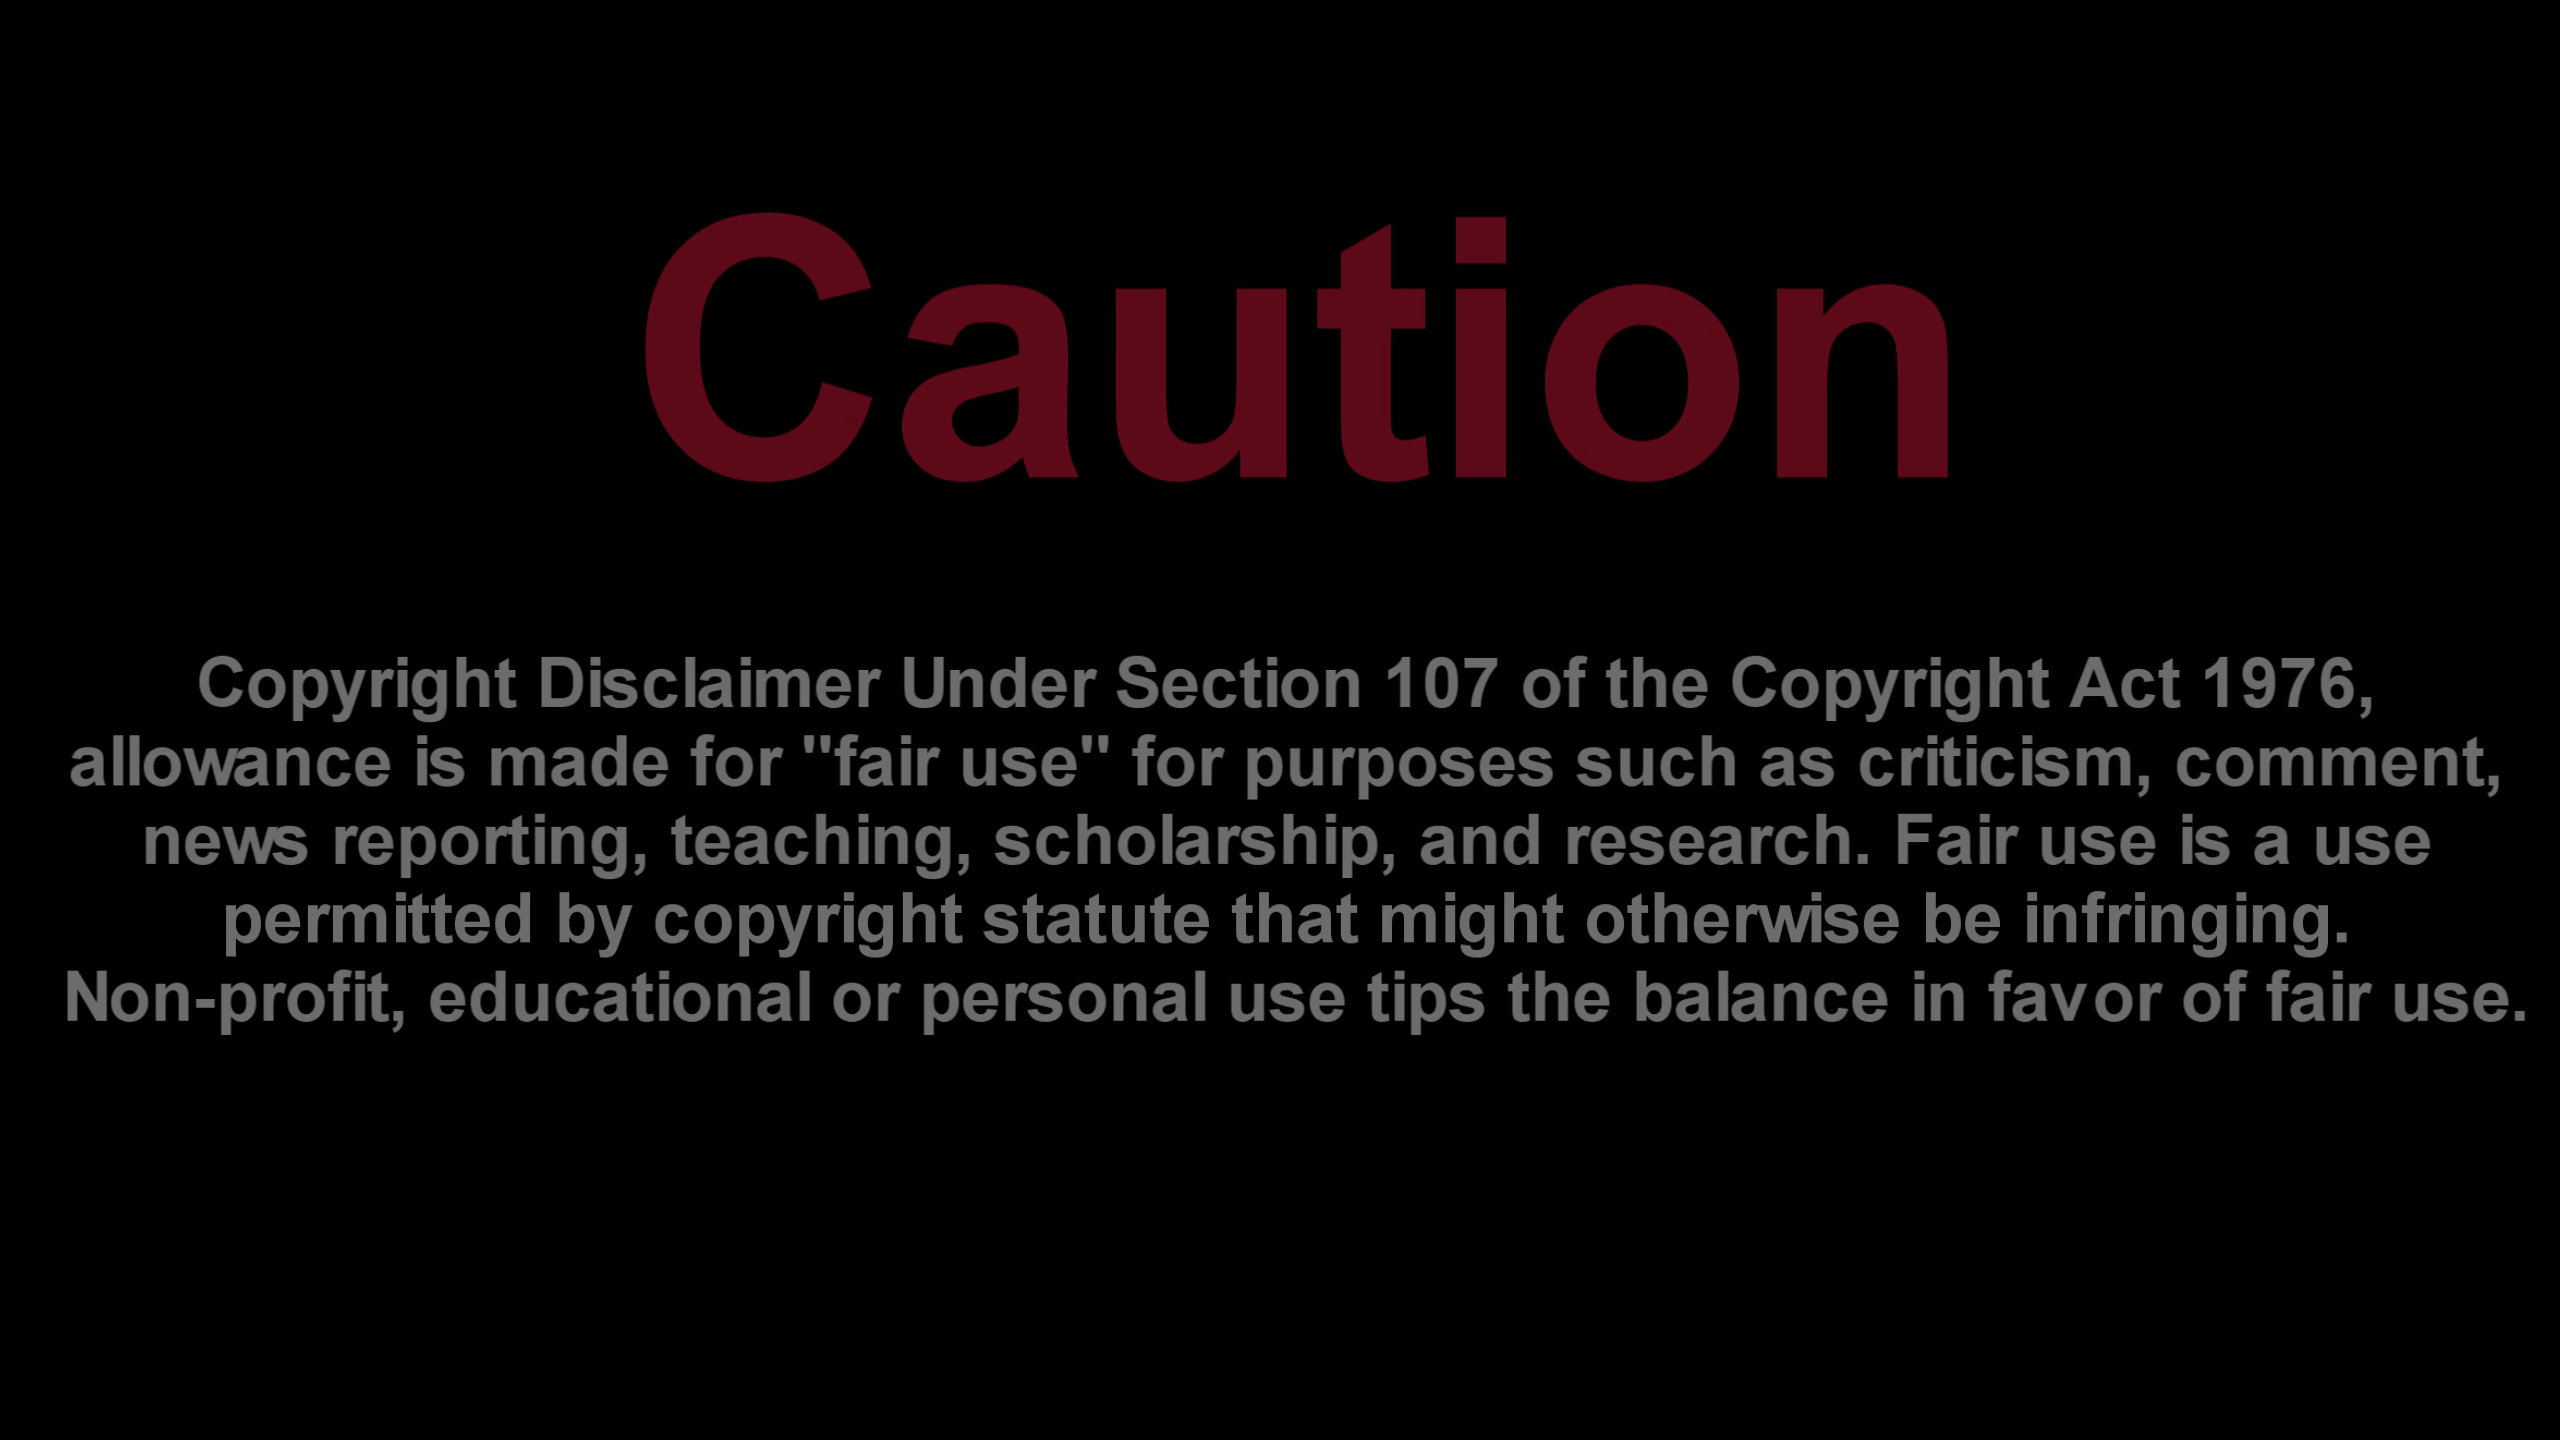 Caution
Copyright Disclaimer Under Section 107 of the Copyright Act 1976,
allowance is made for "fair use" for purposes such as criticism, comment,
news reporting, teaching, scholarship, and research. Fair use is a use
permitted by copyright statute that might otherwise be infringing.
Non-profit, educational or personal use tips the balance in favor of fair use.